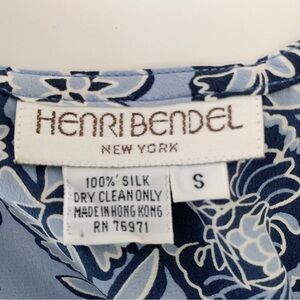 HENRI BENDEL
NEW YORK
100% SILK
DRY CLEAN ONLY
MADE IN HONG KONG
RN 76971
S